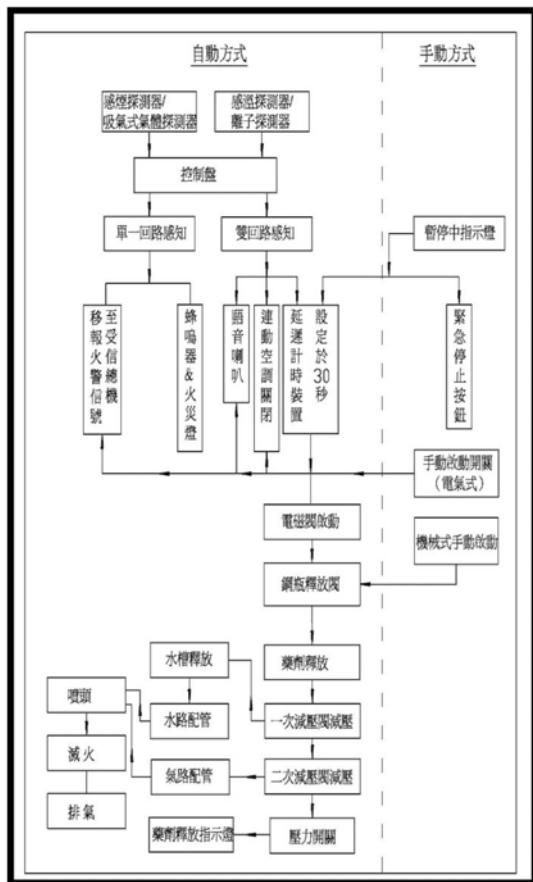 自動方式
手動方式
感煙探測器/
吸氣式氣體探測器
感溫探測器/
離子探測器
控制盤
單一回路感知
雙回路感知
暫停中指示燈
至受信總機
移報火警信號
蜂鳴器&火災燈
語音喇叭
連動空調關閉
設定於30秒
延遲計時裝置
緊急停止按鈕
手動啟動開關
(電氣式)
電磁閥啟動
機械式手動啟動
鋼瓶釋放閥
水槽釋放
藥劑釋放
噴頭
水路配管
一次減壓閥減壓
滅火
氣路配管
二次減壓閥減壓
排氣
藥劑釋放指示燈
壓力開關